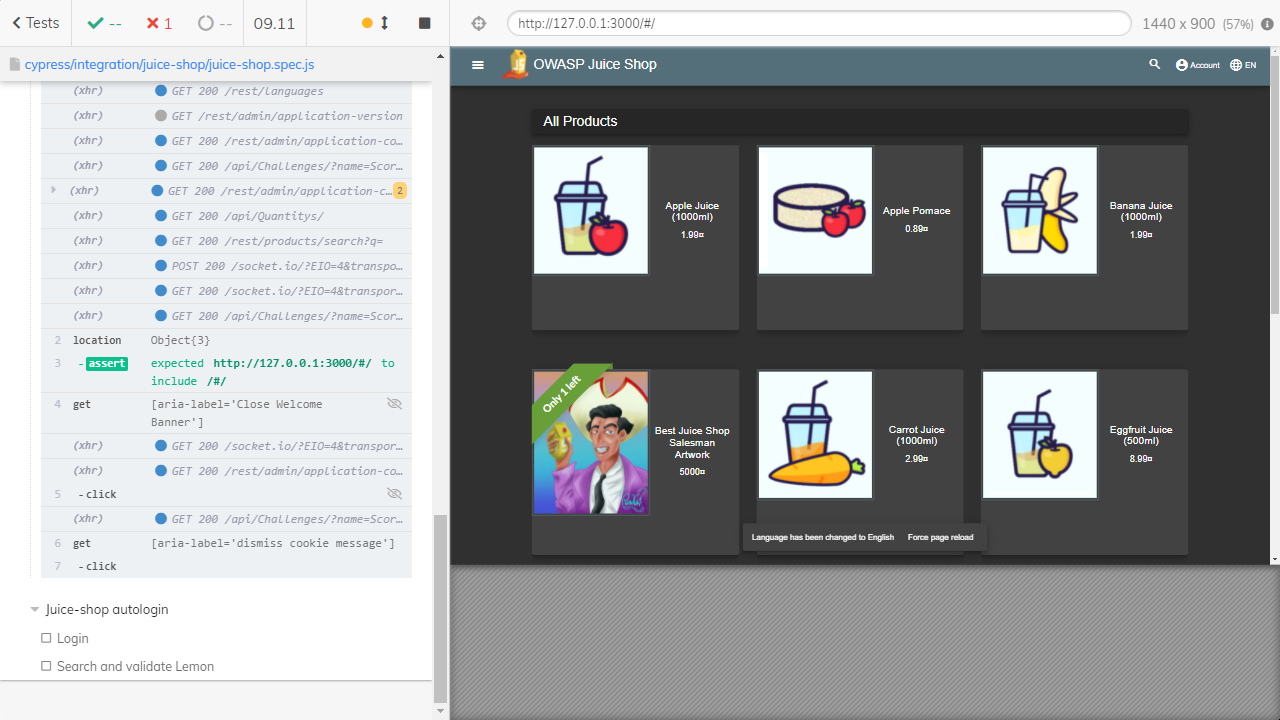 Tests
--
1
--
09.11
http://127.0.0.1:3000/#/
1440 x 900 (57%)
cypress/integration/juice-shop/juice-shop.spec.js
(xhr) GET 200 /rest/languages
(xhr) GET /rest/admin/application-version
(xhr) GET 200 /rest/admin/application-co...
(xhr) GET 200 /api/Challenges/?name=Scor...
(xhr) GET 200 /rest/admin/application-c... 2
(xhr) GET 200 /api/Quantitys/
(xhr) GET 200 /rest/products/search?q=
(xhr) POST 200 /socket.io/?EIO=4&transpo...
(xhr) GET 200 /socket.io/?EIO=4&transpor...
(xhr) GET 200 /api/Challenges/?name=Scor...
2 location Object{3}
3 -assert expected http://127.0.0.1:3000/#/ to
include /#/
4 get [aria-label='Close Welcome
Banner']
(xhr) GET 200 /socket.io/?EIO=4&transpor...
(xhr) GET 200 /rest/admin/application-co...
5 -click
(xhr) GET 200 /api/Challenges/?name=Scor...
6 get [aria-label='dismiss cookie message']
7 -click
Juice-shop autologin
Login
Search and validate Lemon
OWASP Juice Shop
Account
EN
All Products
Apple Juice
(1000ml)
1.99¤
Apple Pomace
0.89¤
Banana Juice
(1000ml)
1.99¤
Only 1 left
Best Juice Shop
Salesman
Artwork
5000¤
Carrot Juice
(1000ml)
2.99¤
Eggfruit Juice
(500ml)
8.99¤
Language has been changed to English Force page reload